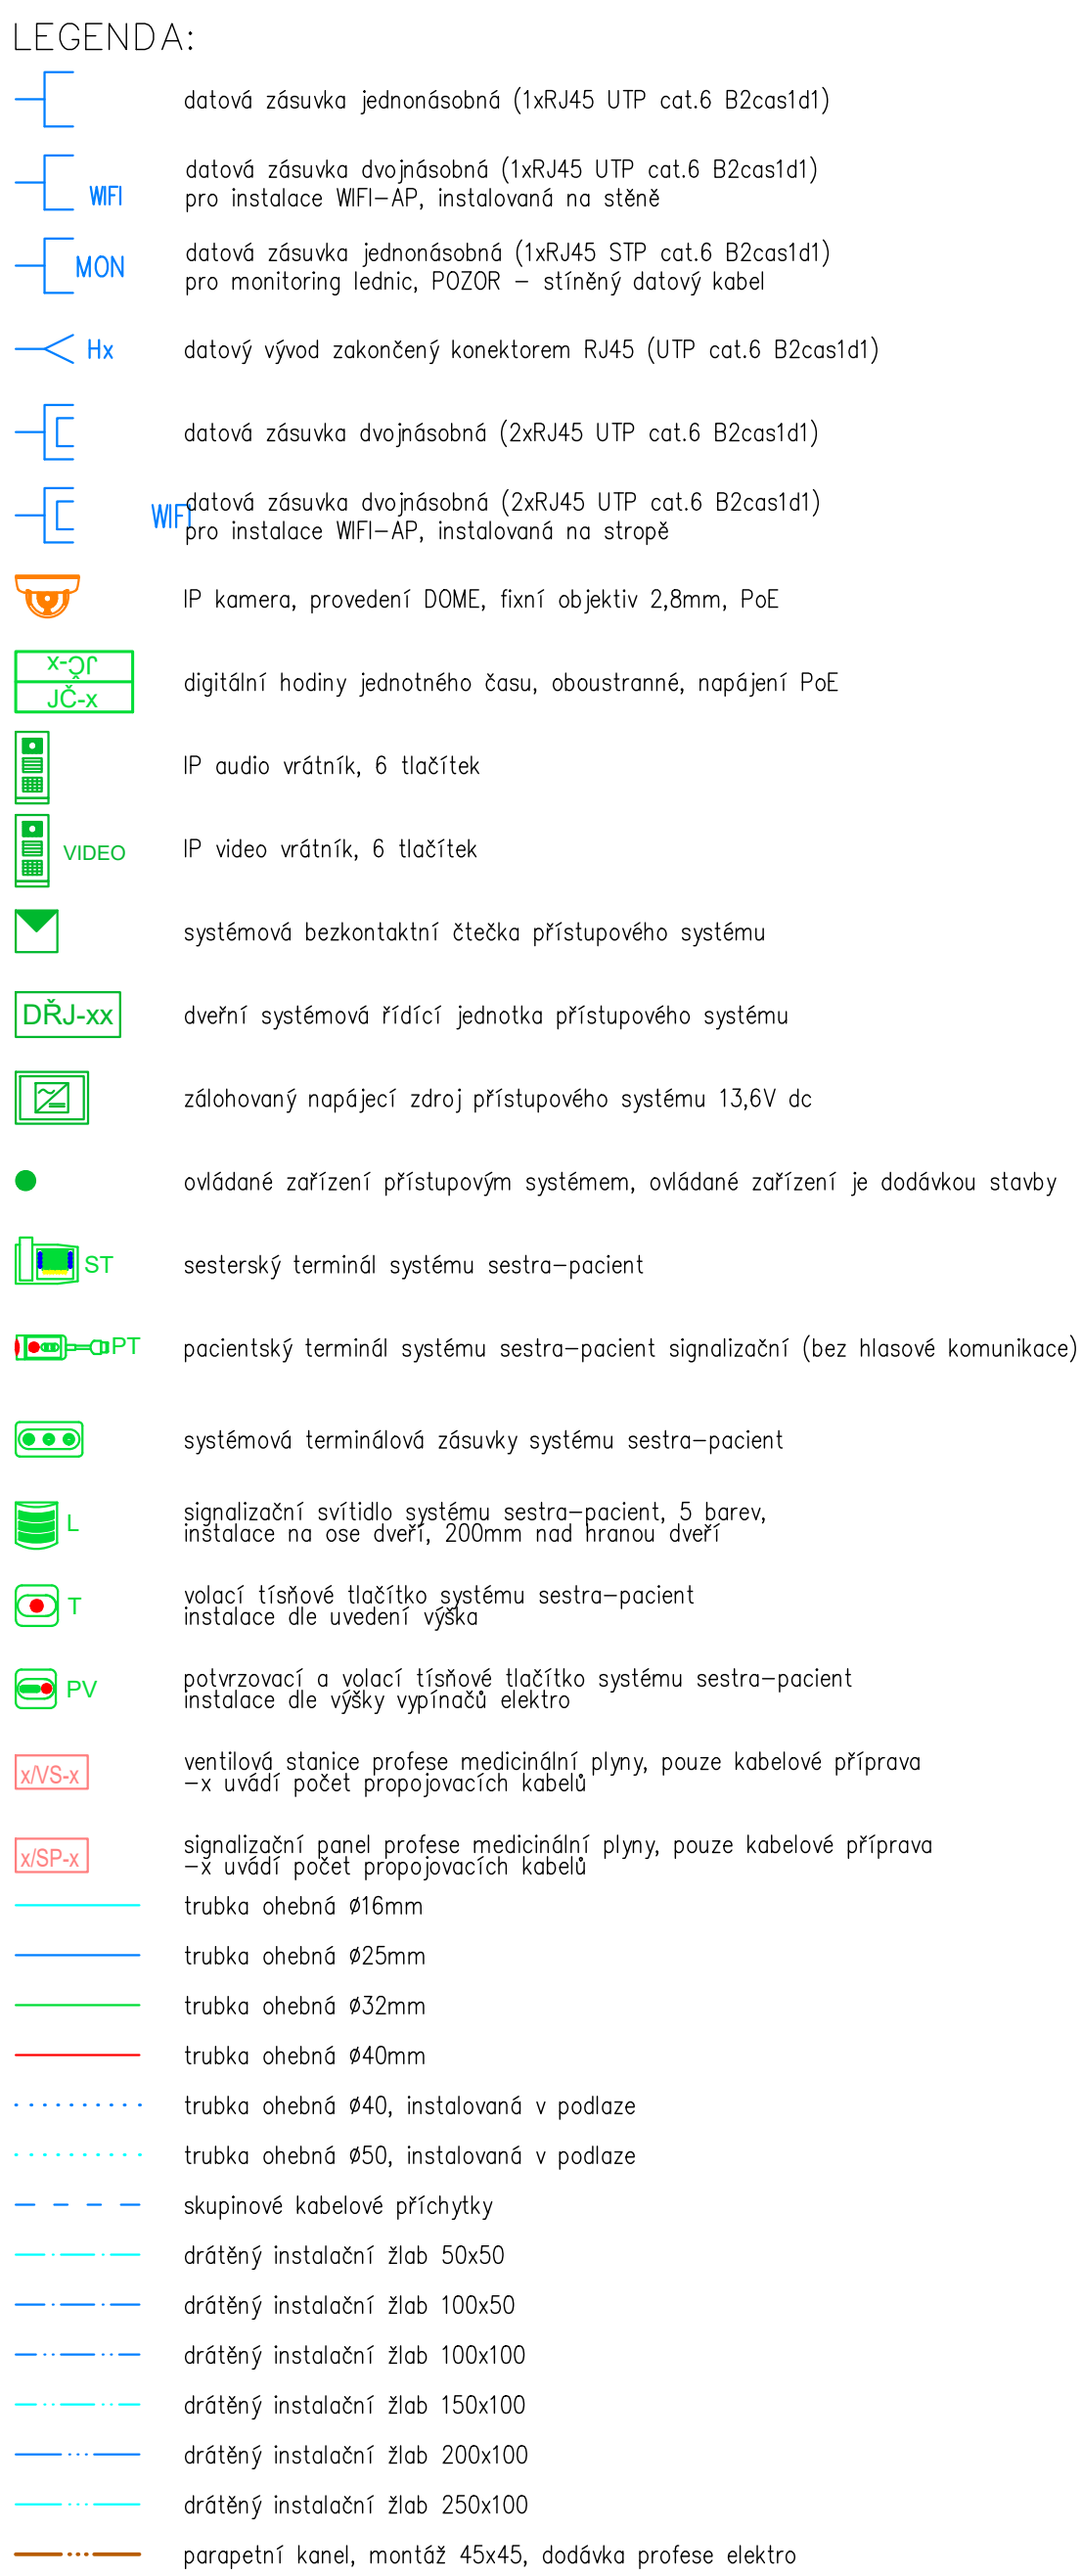 LEGENDA:
datová zásuvka jednonásobná (1xRJ45 UTP cat.6 B2cas1d1)
WIFI
datová zásuvka dvojnásobná (1xRJ45 UTP cat.6 B2cas1d1)
pro instalace WIFI-AP, instalovaná na stěně
MON
datová zásuvka jednonásobná (1xRJ45 STP cat.6 B2cas1d1)
pro monitoring lednic, POZOR - stíněný datový kabel
Hx
datový vývod zakončený konektorem RJ45 (UTP cat.6 B2cas1d1)
datová zásuvka dvojnásobná (2xRJ45 UTP cat.6 B2cas1d1)
WIFI
datová zásuvka dvojnásobná (2xRJ45 UTP cat.6 B2cas1d1)
pro instalace WIFI-AP, instalovaná na stropě
IP kamera, provedení DOME, fixní objektiv 2,8mm, PoE
JČ-x
JČ-x
digitální hodiny jednotného času, oboustranné, napájení PoE
IP audio vrátník, 6 tlačítek
VIDEO
IP video vrátník, 6 tlačítek
systémová bezkontaktní čtečka přístupového systému
DŘJ-xx
dveřní systémová řídící jednotka přístupového systému
zálohovaný napájecí zdroj přístupového systému 13,6V dc
ovládané zařízení přístupovým systémem, ovládané zařízení je dodávkou stavby
ST
sesterský terminál systému sestra-pacient
PT
pacientský terminál systému sestra-pacient signalizační (bez hlasové komunikace)
systémová terminálová zásuvky systému sestra-pacient
L
signalizační svítidlo systému sestra-pacient, 5 barev,
instalace na ose dveří, 200mm nad hranou dveří
T
volací tísňové tlačítko systému sestra-pacient
instalace dle uvedení výška
PV
potvrzovací a volací tísňové tlačítko systému sestra-pacient
instalace dle výšky vypínačů elektro
x/VS-x
ventilová stanice profese medicinální plyny, pouze kabelové příprava
-x uvádí počet propojovacích kabelů
x/SP-x
signalizační panel profese medicinální plyny, pouze kabelové příprava
-x uvádí počet propojovacích kabelů
trubka ohebná ø16mm
trubka ohebná ø25mm
trubka ohebná ø32mm
trubka ohebná ø40mm
trubka ohebná ø40, instalovaná v podlaze
trubka ohebná ø50, instalovaná v podlaze
skupinové kabelové příchytky
drátěný instalační žlab 50x50
drátěný instalační žlab 100x50
drátěný instalační žlab 100x100
drátěný instalační žlab 150x100
drátěný instalační žlab 200x100
drátěný instalační žlab 250x100
parapetní kanel, montáž 45x45, dodávka profese elektro